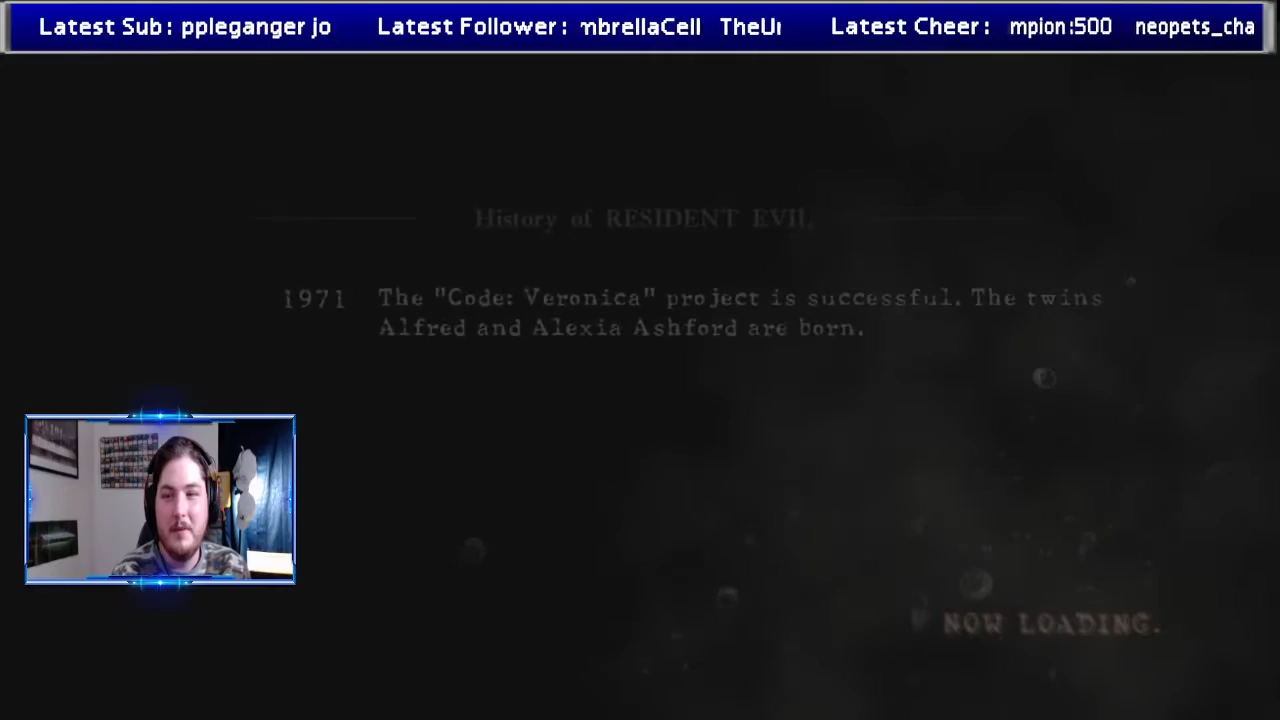 Latest Sub: ppleganger jo Latest Follower: mbrellaCell TheUr Latest Cheer: mpion:500 neopets_cha
History of RESIDENT EVIL
1971 The "Code: Veronica" project is successful. The twins
Alfred and Alexia Ashford are born.
NOW LOADING.